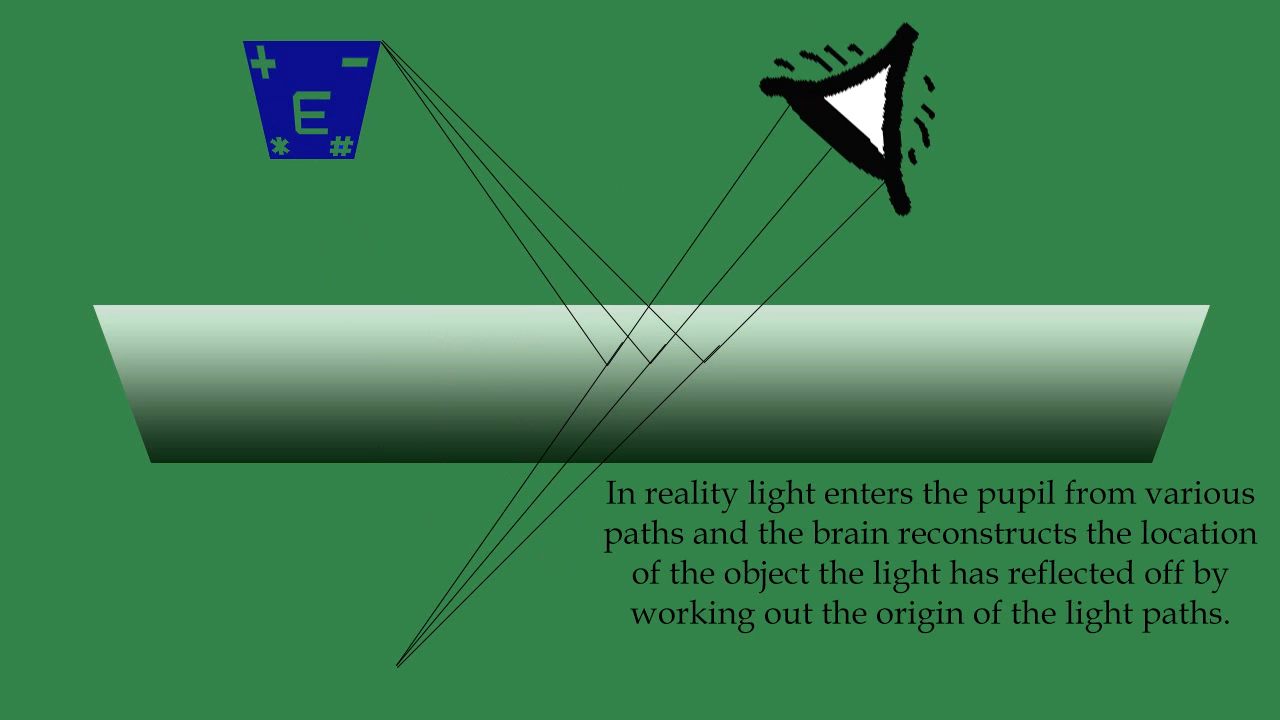 + −
E
* #
In reality light enters the pupil from various
paths and the brain reconstructs the location
of the object the light has reflected off by
working out the origin of the light paths.